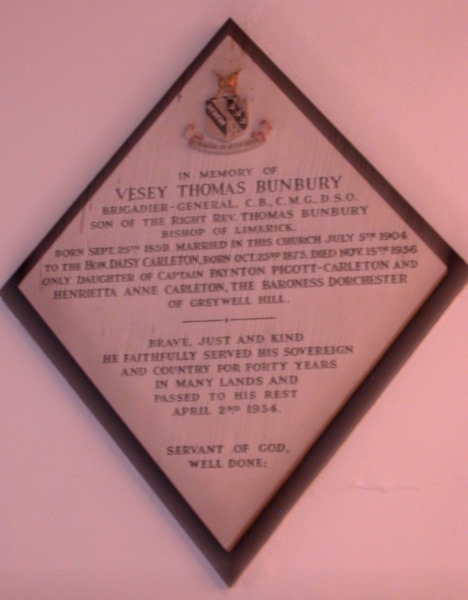 IN MEMORY OF
VESEY THOMAS BUNBURY
BRIGADIER-GENERAL, C.B., C.M.G., D.S.O.
SON OF THE RIGHT REV. THOMAS BUNBURY
BISHOP OF LIMERICK.
BORN SEPT. 25TH 1859. MARRIED IN THIS CHURCH JULY 5TH 1904
TO THE HON. DAISY CARLETON, BORN OCT. 23RD 1875. DIED NOV. 15TH 1936
ONLY DAUGHTER OF CAPTAIN PAYNTON PIGOTT-CARLETON AND
HENRIETTA ANNE CARLETON, THE BARONESS DORCHESTER
OF GREYWELL HILL.
BRAVE, JUST AND KIND
HE FAITHFULLY SERVED HIS SOVEREIGN
AND COUNTRY FOR FORTY YEARS
IN MANY LANDS AND
PASSED TO HIS REST
APRIL 2ND 1934.
SERVANT OF GOD,
WELL DONE;